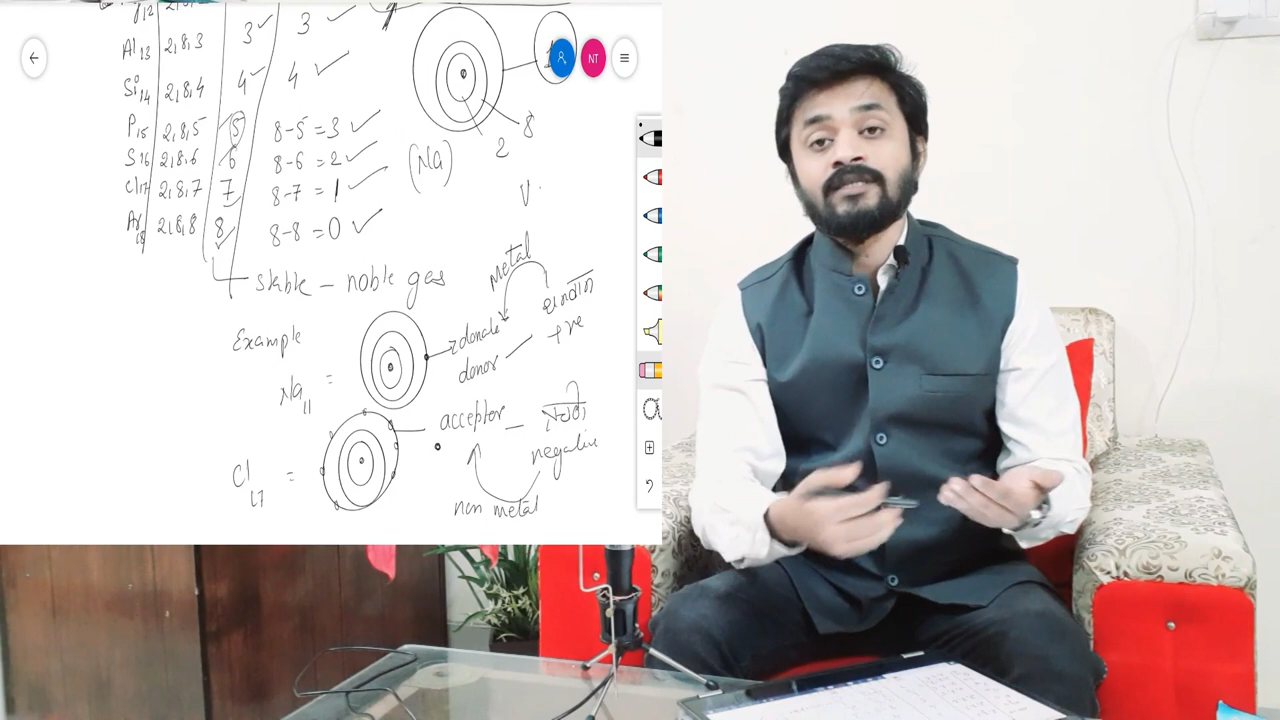 3 ✓ 3 ✓
Al13 2,8,3
Si14 2,8,4 4 ✓ 4 ✓
P15 2,8,5 5 8-5=3 ✓
S16 2,8,6 6 8-6=2 ✓
Cl17 2,8,7 7 8-7=1 ✓
Ar18 2,8,8 8 8-8=0 ✓
stable - noble gas
NT
8
2
(Na)
metal
Example
Na11 =
donate
donor
+ve
Cl17 =
acceptor
negative
non metal